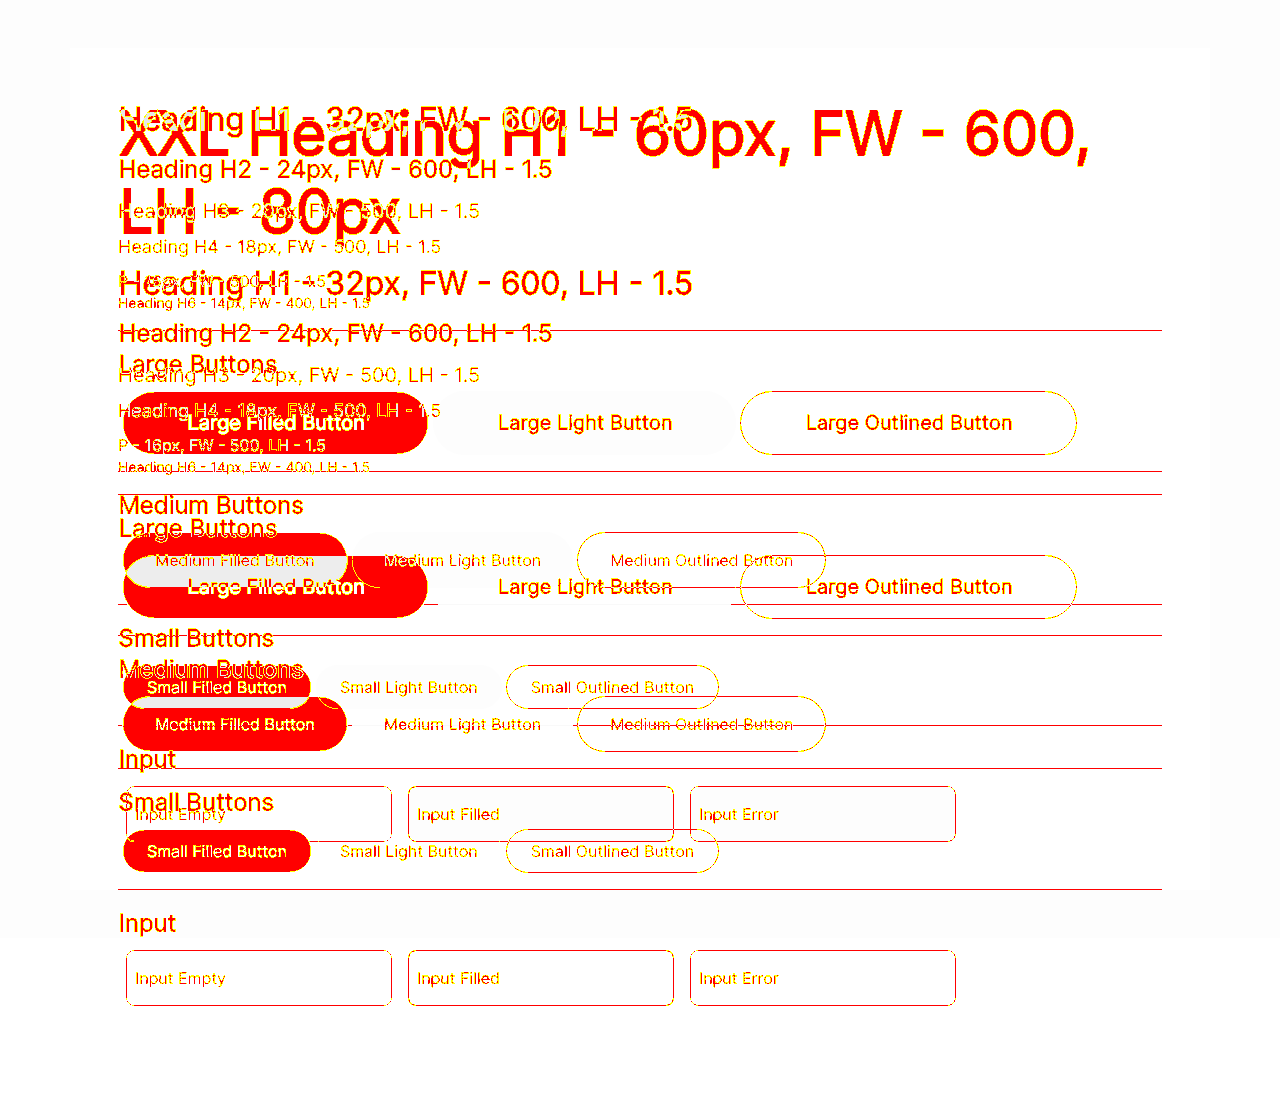 Heading H1 - 32px, FW - 600, LH - 1.5
XXL Heading H1 - 60px, FW - 600,
Heading H2 - 24px, FW - 600, LH - 1.5
LH - 80px
Heading H3 - 20px, FW - 500, LH - 1.5
Heading H4 - 18px, FW - 500, LH - 1.5
P - 16px, FW - 500, LH - 1.5
Heading H1 - 32px, FW - 600, LH - 1.5
Heading H6 - 14px, FW - 400, LH - 1.5
Heading H2 - 24px, FW - 600, LH - 1.5
Large Buttons
Heading H3 - 20px, FW - 500, LH - 1.5
Heading H4 - 18px, FW - 500, LH - 1.5
Large Filled Button Large Light Button Large Outlined Button
P - 16px, FW - 500, LH - 1.5
Heading H6 - 14px, FW - 400, LH - 1.5
Medium Buttons
Large Buttons
Medium Filled Button Medium Light Button Medium Outlined Button
Large Filled Button Large Light Button Large Outlined Button
Small Buttons
Medium Buttons
Small Filled Button Small Light Button Small Outlined Button
Medium Filled Button Medium Light Button Medium Outlined Button
Input
Small Buttons
Input Empty Input Filled Input Error
Small Filled Button Small Light Button Small Outlined Button
Input
Input Empty Input Filled Input Error